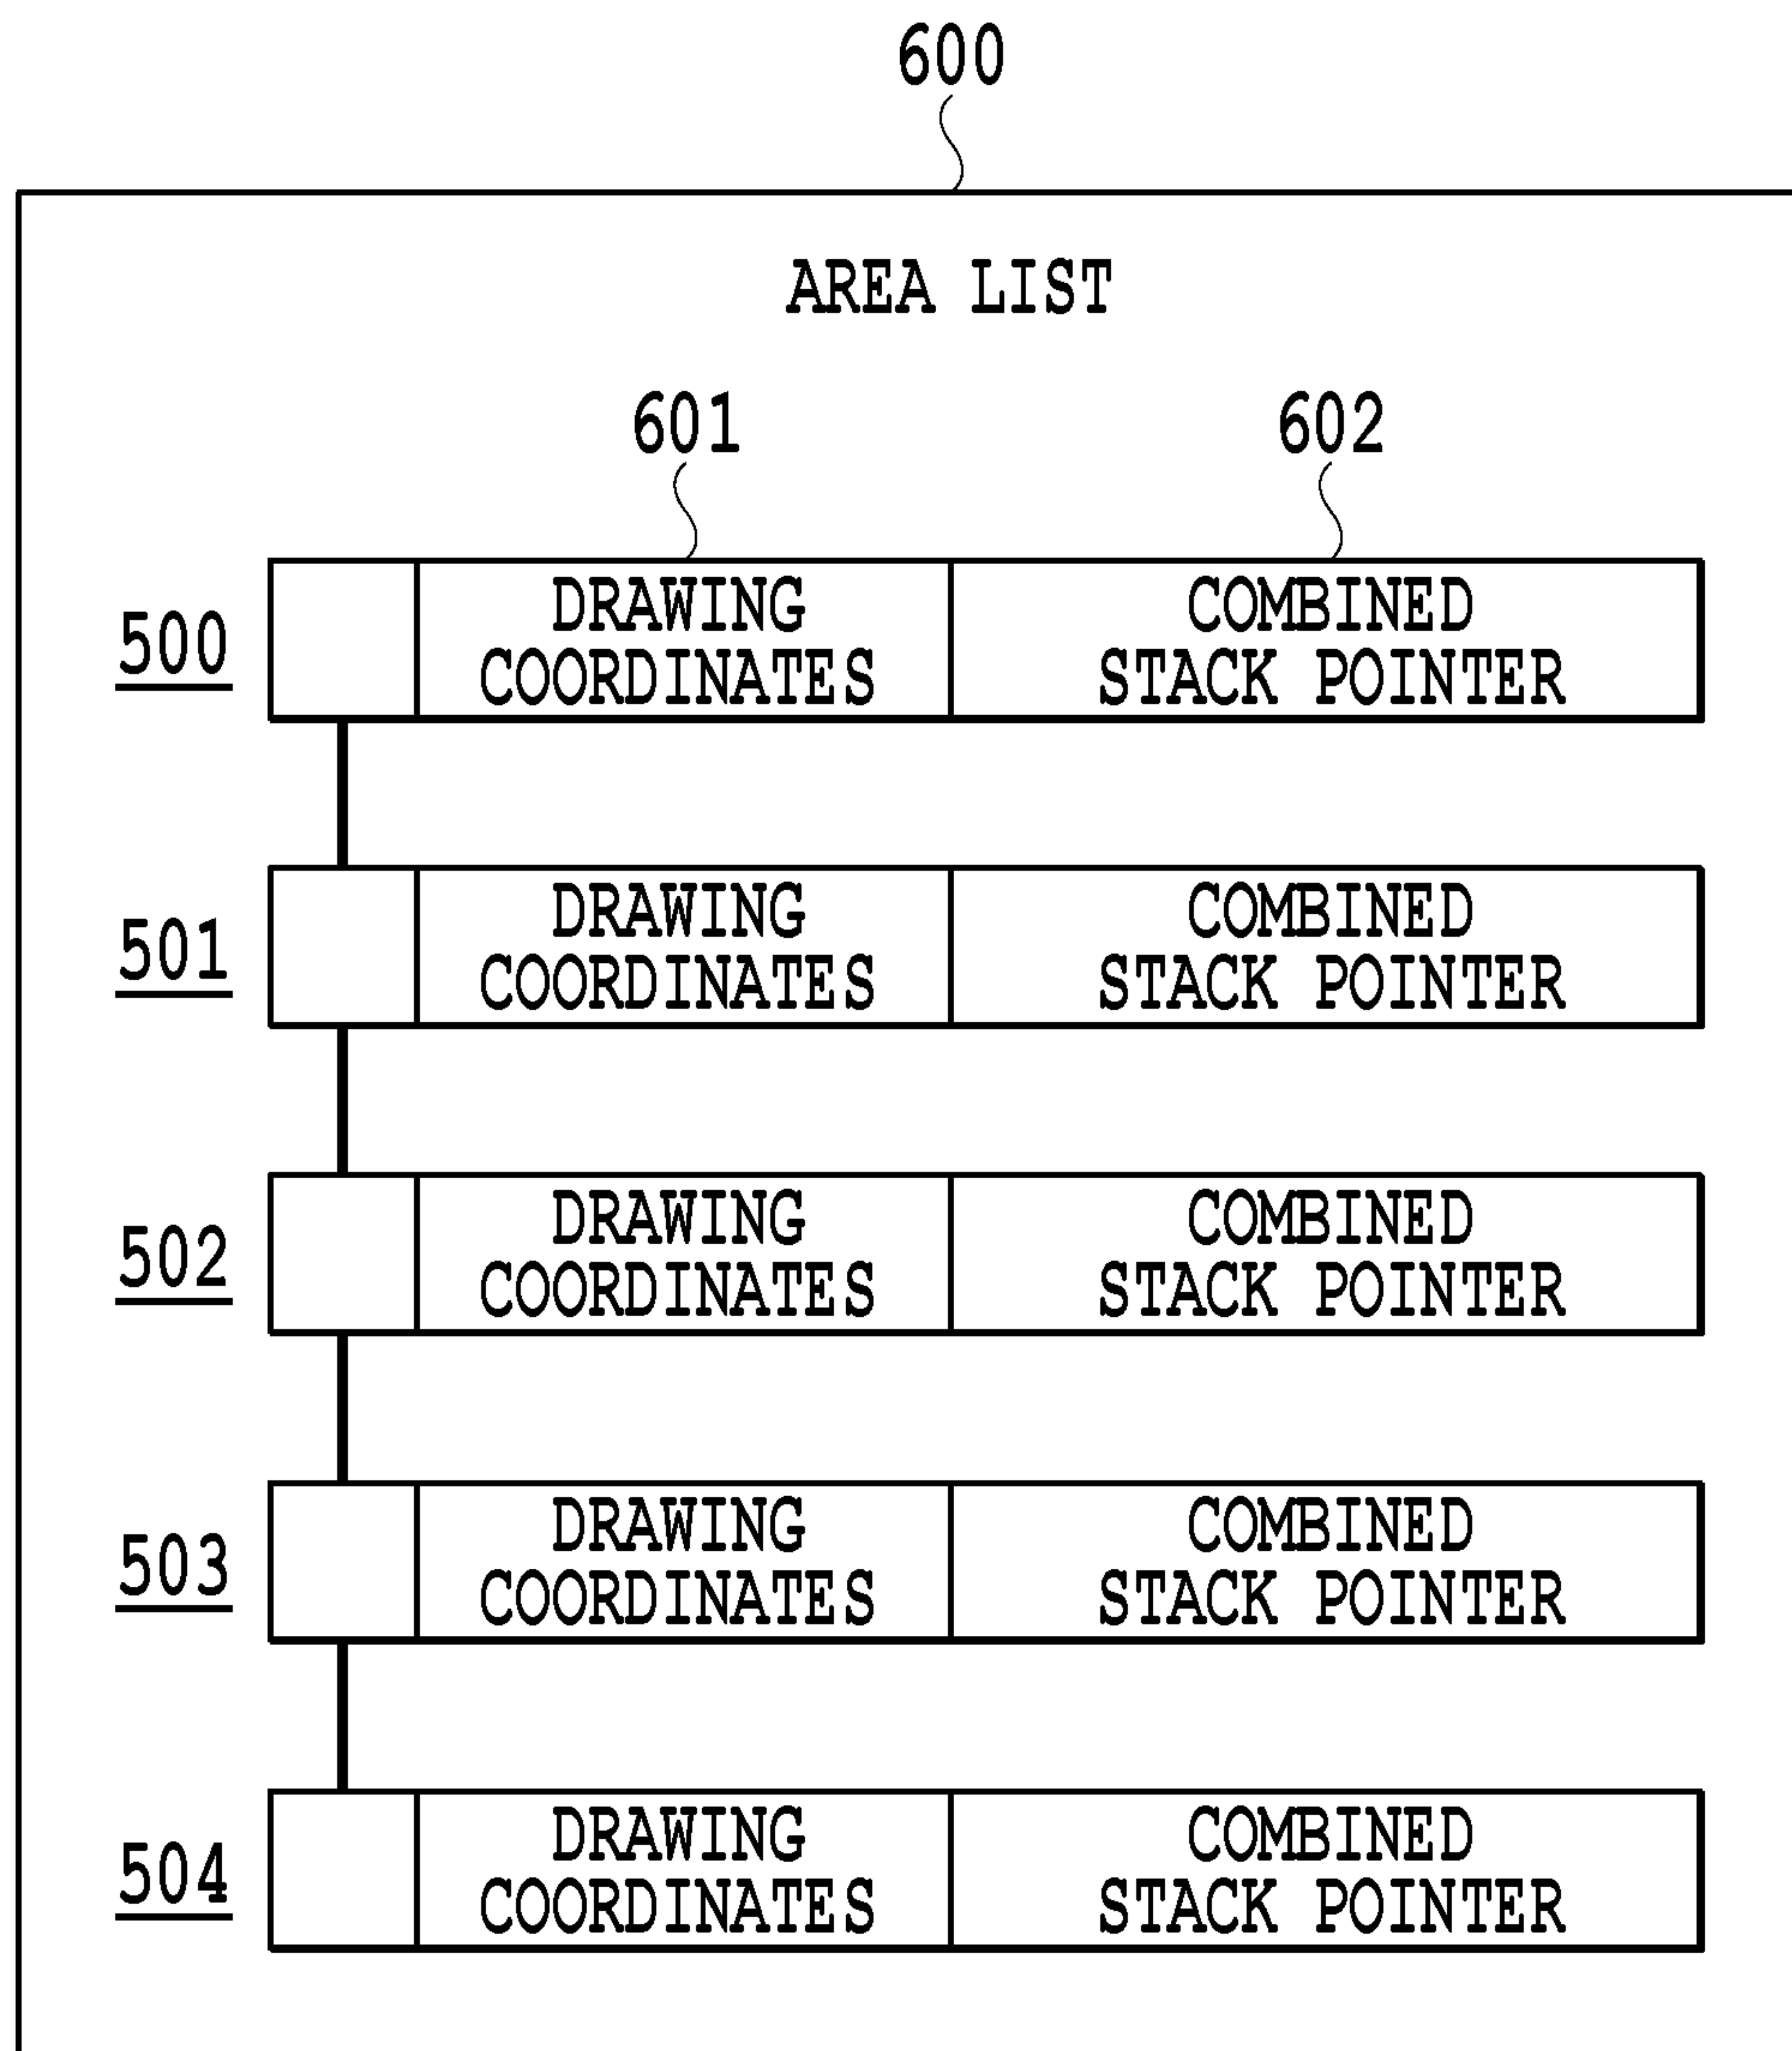 600
AREA LIST
601 602
DRAWING COMBINED
500 COORDINATES STACK POINTER
DRAWING COMBINED
501 COORDINATES STACK POINTER
DRAWING COMBINED
502 COORDINATES STACK POINTER
DRAWING COMBINED
503 COORDINATES STACK POINTER
DRAWING COMBINED
504 COORDINATES STACK POINTER